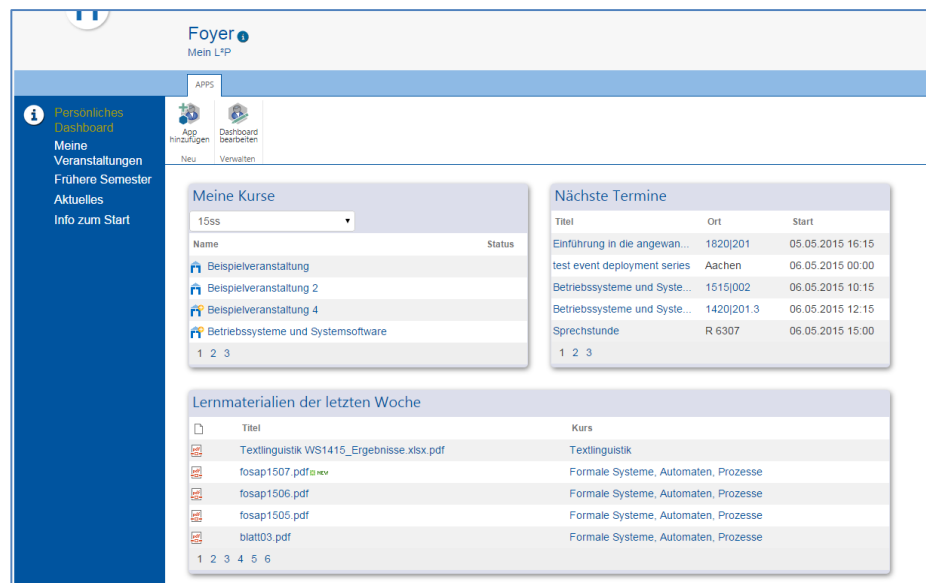 Foyer
Mein L²P
APPS
Persönliches
Dashboard
Meine
Veranstaltungen
Frühere Semester
Aktuelles
Info zum Start
App
hinzufügen
Neu
Dashboard
bearbeiten
Verwalten
Meine Kurse
15ss
Name Status
Beispielveranstaltung
Beispielveranstaltung 2
Beispielveranstaltung 4
Betriebssysteme und Systemsoftware
1 2 3
Nächste Termine
Titel Ort Start
Einführung in die angewan... 1820|201 05.05.2015 16:15
test event deployment series Aachen 06.05.2015 00:00
Betriebssysteme und Syste... 1515|002 06.05.2015 10:15
Betriebssysteme und Syste... 1420|201.3 06.05.2015 12:15
Sprechstunde R 6307 06.05.2015 15:00
1 2 3
Lernmaterialien der letzten Woche
Titel Kurs
Textlinguistik WS1415_Ergebnisse.xlsx.pdf Textlinguistik
fosap1507.pdf NEW Formale Systeme, Automaten, Prozesse
fosap1506.pdf Formale Systeme, Automaten, Prozesse
fosap1505.pdf Formale Systeme, Automaten, Prozesse
blatt03.pdf Formale Systeme, Automaten, Prozesse
1 2 3 4 5 6